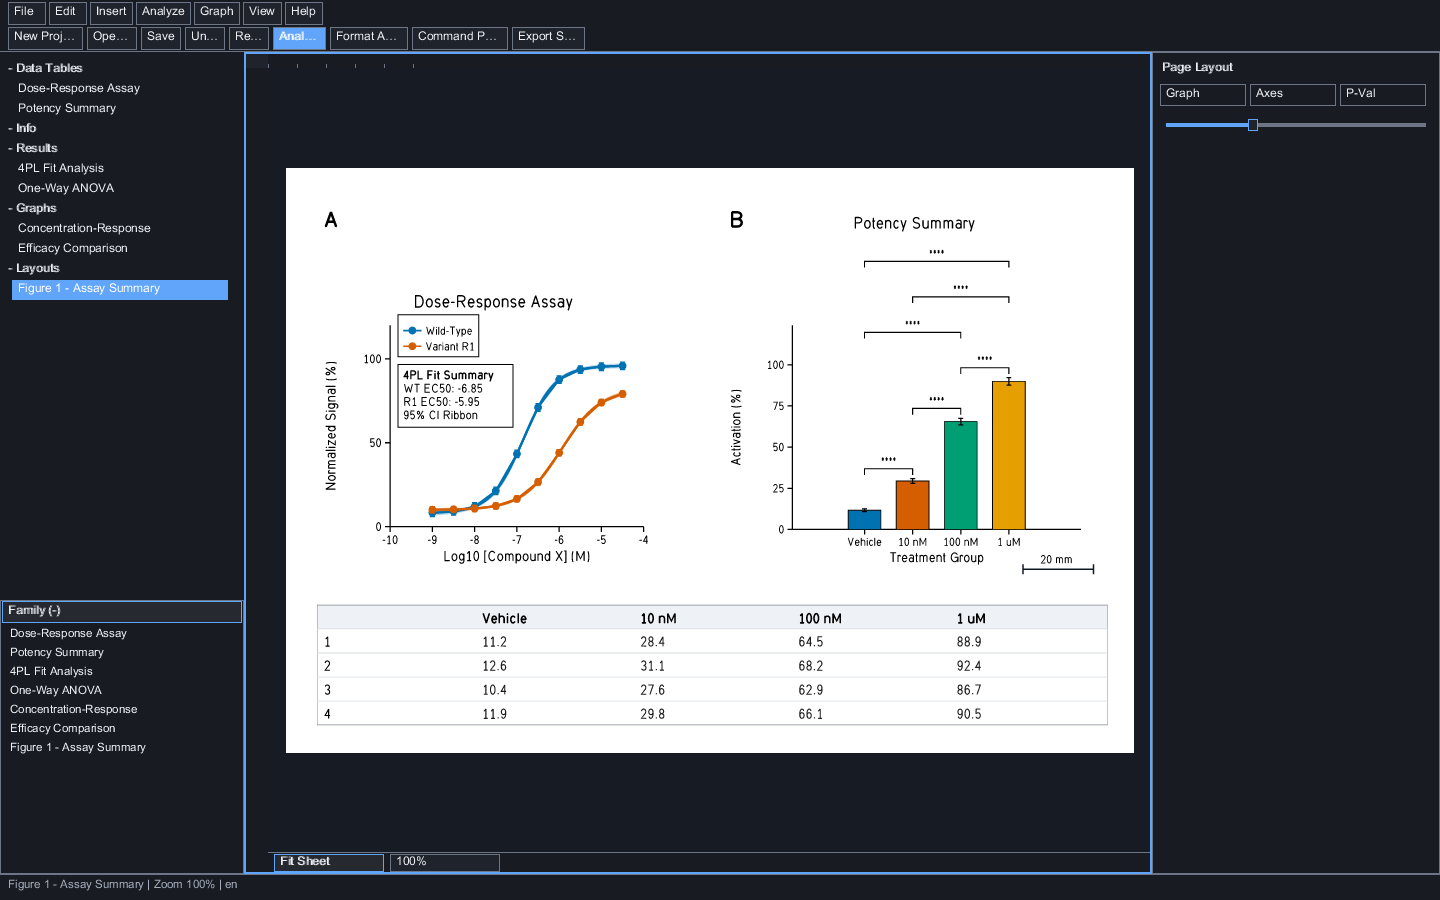 File Edit Insert Analyze Graph View Help
New Proj... Ope... Save Un... Re... Anal... Format A... Command P... Export S...
- Data Tables
Dose-Response Assay
Potency Summary
- Info
- Results
4PL Fit Analysis
One-Way ANOVA
- Graphs
Concentration-Response
Efficacy Comparison
- Layouts
Figure 1 - Assay Summary
Family (-)
Dose-Response Assay
Potency Summary
4PL Fit Analysis
One-Way ANOVA
Concentration-Response
Efficacy Comparison
Figure 1 - Assay Summary
A
Dose-Response Assay
Wild-Type
Variant R1
4PL Fit Summary
WT EC50: -6.85
R1 EC50: -5.95
95% CI Ribbon
Normalized Signal (%)
100
50
0
-10 -9 -8 -7 -6 -5 -4
Log10 [Compound X] (M)
B
Potency Summary
****
****
****
****
****
****
Activation (%)
100
75
50
25
0
Vehicle 10 nM 100 nM 1 uM
Treatment Group
20 mm
Vehicle 10 nM 100 nM 1 uM
1 11.2 28.4 64.5 88.9
2 12.6 31.1 68.2 92.4
3 10.4 27.6 62.9 86.7
4 11.9 29.8 66.1 90.5
Fit Sheet 100%
Page Layout
Graph Axes P-Val
Figure 1 - Assay Summary | Zoom 100% | en